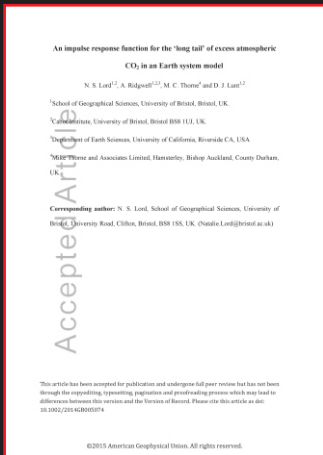 An impulse response function for the 'long tail' of excess atmospheric
CO2 in an Earth system model
N. S. Lord1,2, A. Ridgwell1,2,3, M. C. Thorne4 and D. J. Lunt1,2
1School of Geographical Sciences, University of Bristol, Bristol, UK
2Cabot Institute, University of Bristol, Bristol BS8 1UJ, UK
3Department of Earth Sciences, University of California, Riverside CA, USA
4Mike Thorne and Associates Limited, Hamsterley, Bishop Auckland, County Durham,
UK
Corresponding author: N. S. Lord, School of Geographical Sciences, University of
Bristol, University Road, Clifton, Bristol, BS8 1SS, UK. (Natalie.Lord@bristol.ac.uk)
Accepted Article
This article has been accepted for publication and undergone full peer review but has not been
through the copyediting, typesetting, pagination and proofreading process which may lead to
differences between this version and the Version of Record. Please cite this article as doi:
10.1002/2014GB005074
©2015 American Geophysical Union. All rights reserved.